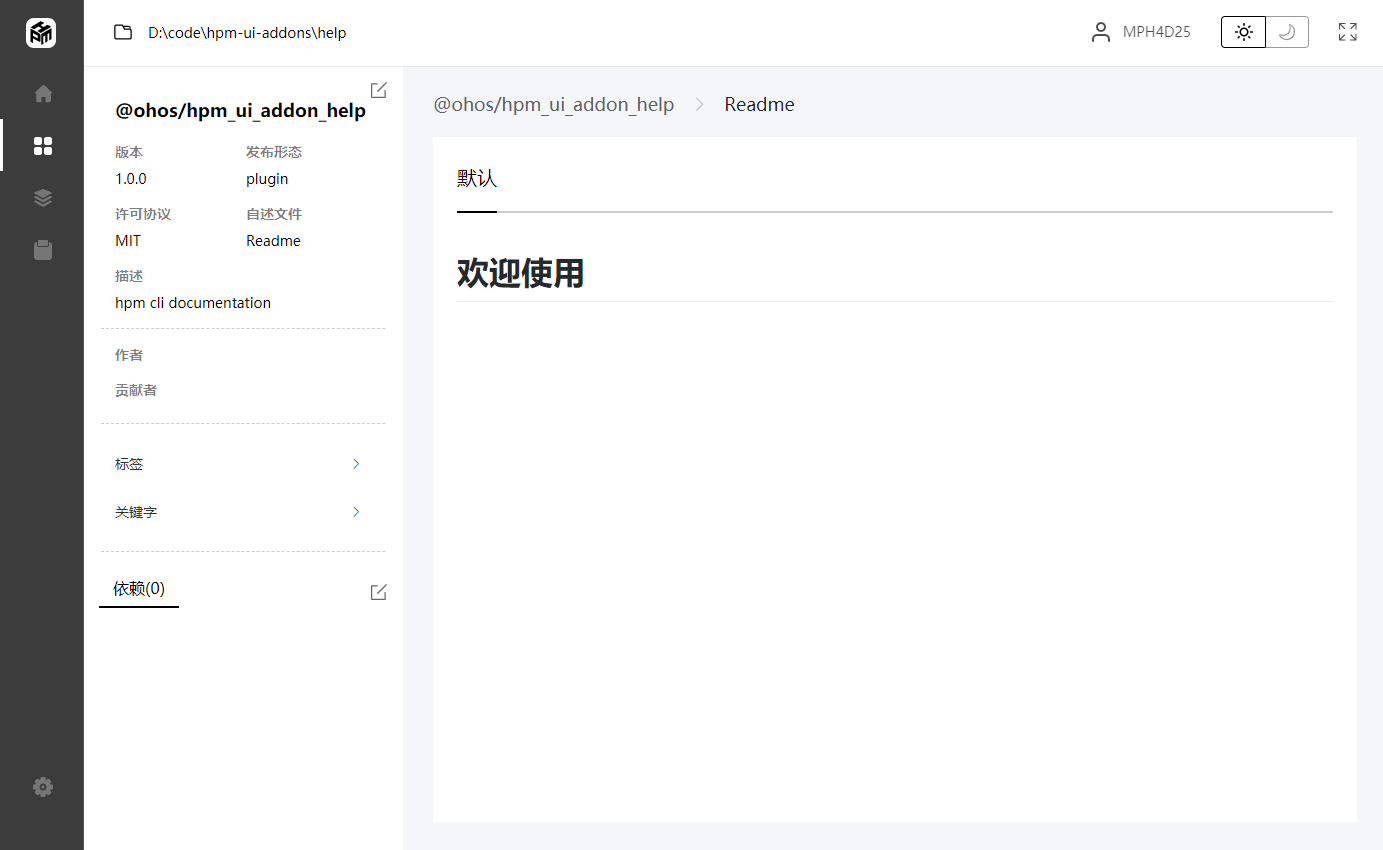 D:\code\hpm-ui-addons\help
MPH4D25
@ohos/hpm_ui_addon_help
版本 发布形态
1.0.0 plugin
许可协议 自述文件
MIT Readme
描述
hpm cli documentation
作者
贡献者
标签
关键字
依赖(0)
@ohos/hpm_ui_addon_help Readme
默认
欢迎使用